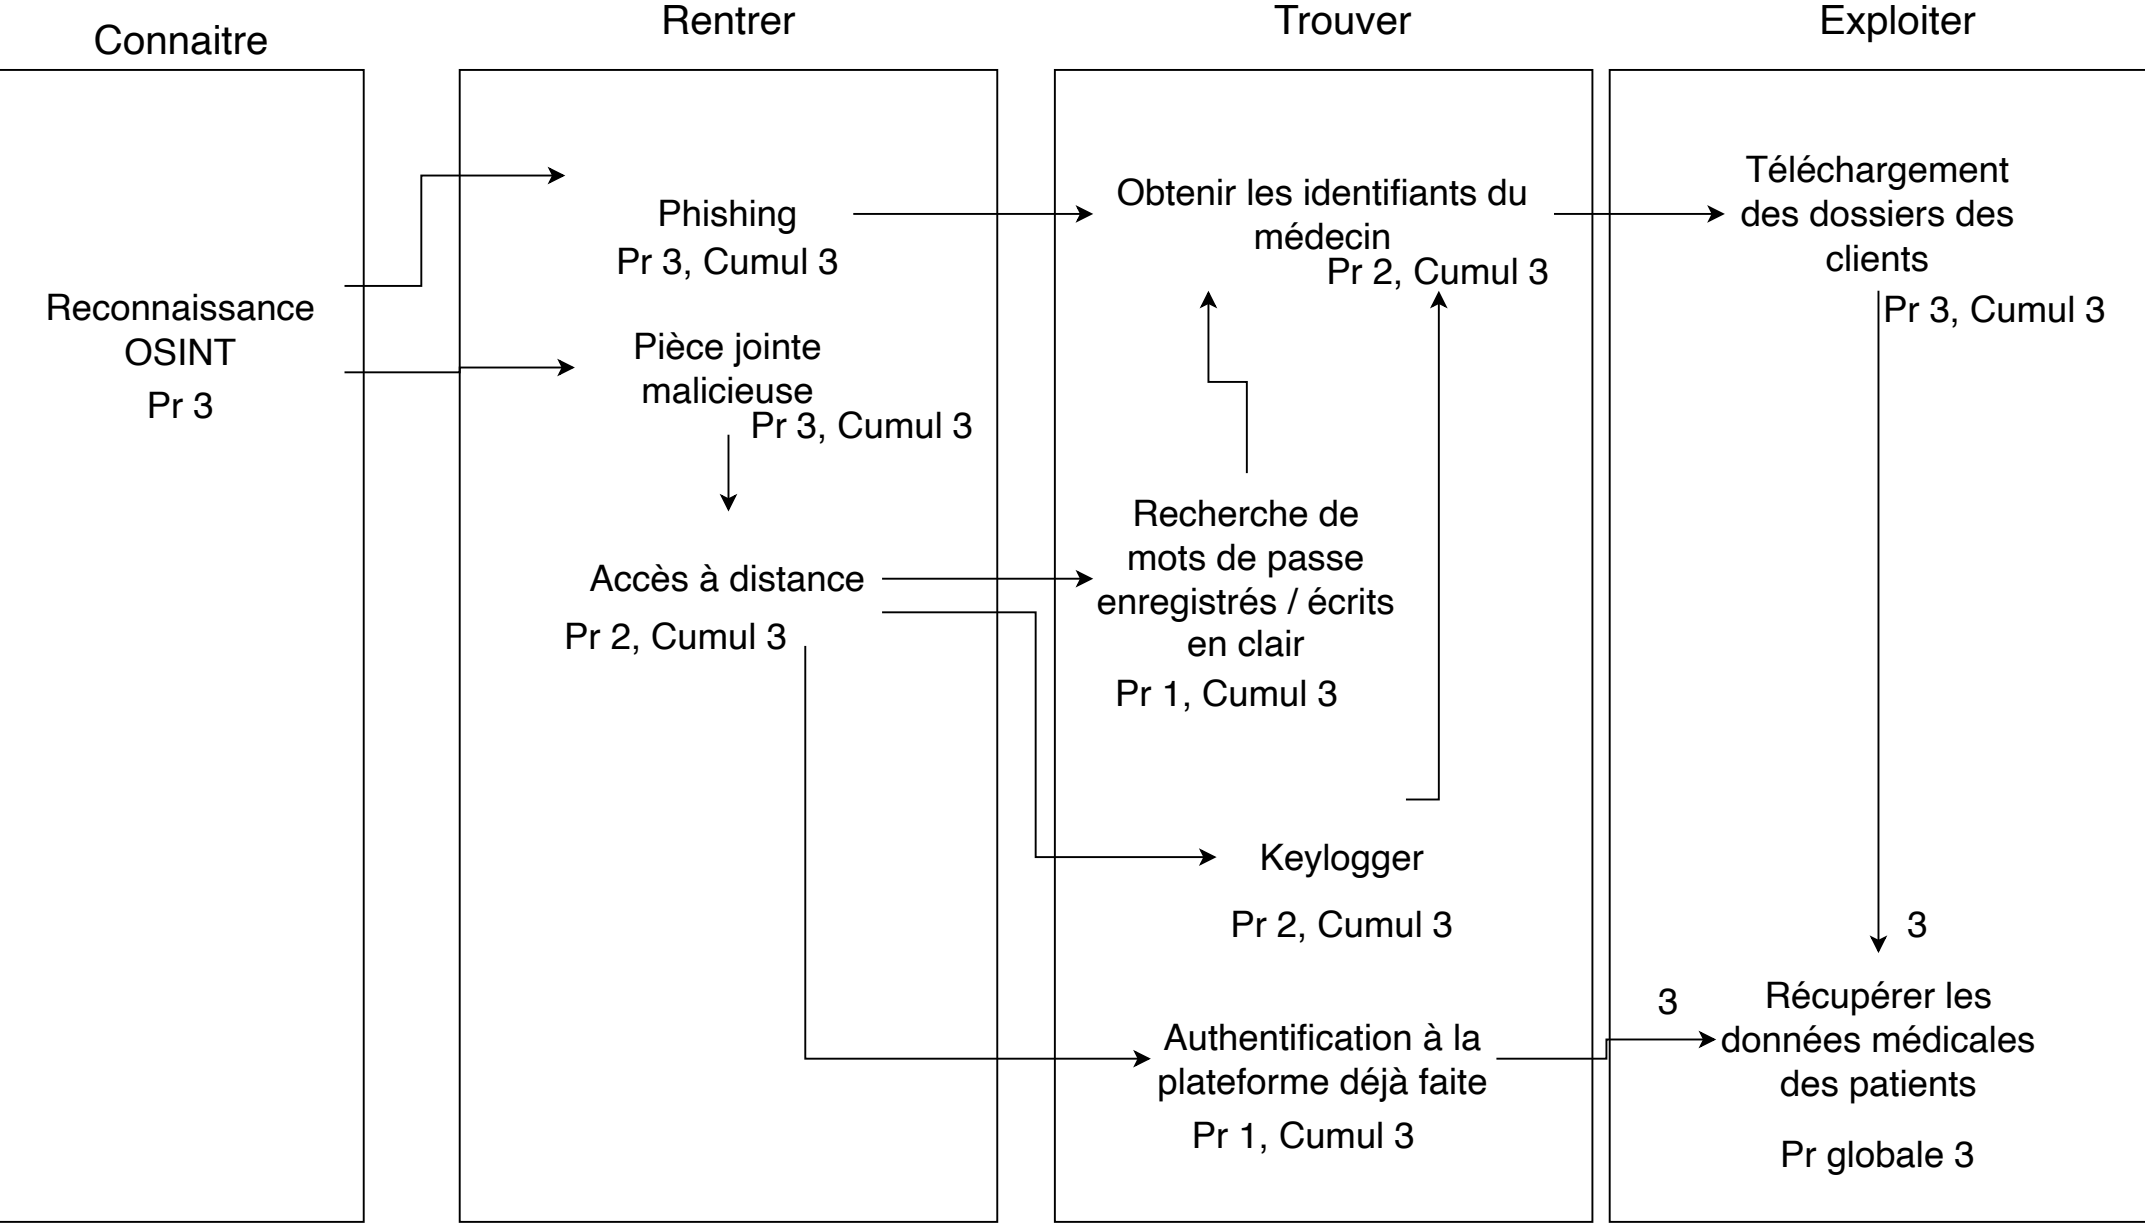 Connaitre
Rentrer
Trouver
Exploiter
Reconnaissance
OSINT
Pr 3
Phishing
Pr 3, Cumul 3
Pièce jointe
malicieuse
Pr 3, Cumul 3
Accès à distance
Pr 2, Cumul 3
Obtenir les identifiants du
médecin
Pr 2, Cumul 3
Recherche de
mots de passe
enregistrés / écrits
en clair
Pr 1, Cumul 3
Keylogger
Pr 2, Cumul 3
Authentification à la
plateforme déjà faite
Pr 1, Cumul 3
Téléchargement
des dossiers des
clients
Pr 3, Cumul 3
3
3
Récupérer les
données médicales
des patients
Pr globale 3